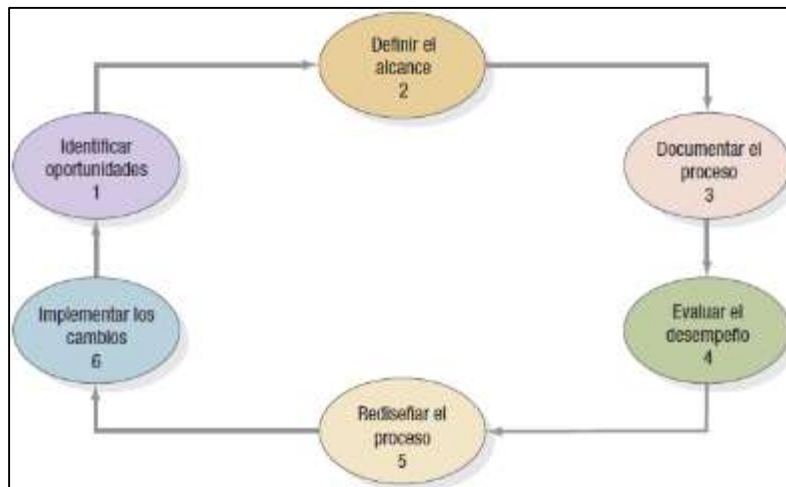 Identificar
oportunidades
1
Definir el
alcance
2
Documentar el
proceso
3
Evaluar el
desempeño
4
Rediseñar el
proceso
5
Implementar los
cambios
6